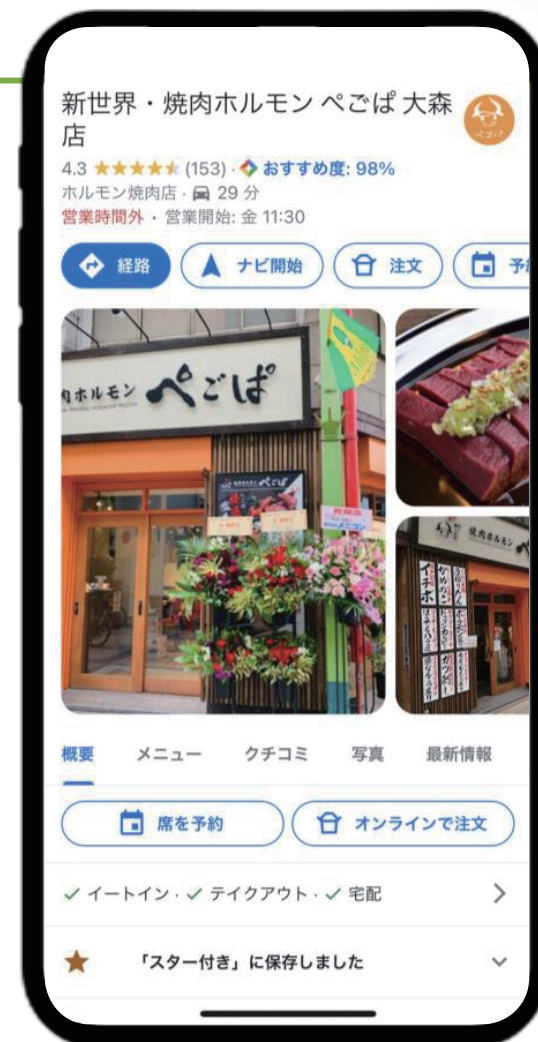 新世界・焼肉ホルモン ぺごぱ 大森
店
4.3 ★★★★★ (153) · おすすめ度: 98%
ホルモン焼肉店 · 29 分
営業時間外 · 営業開始: 金 11:30
経路 ナビ開始 注文 予
肉ホルモン ぺごぱ
概要 メニュー クチコミ 写真 最新情報
席を予約 オンラインで注文
✓ イートイン · ✓ テイクアウト · ✓ 宅配
「スター付き」に保存しました